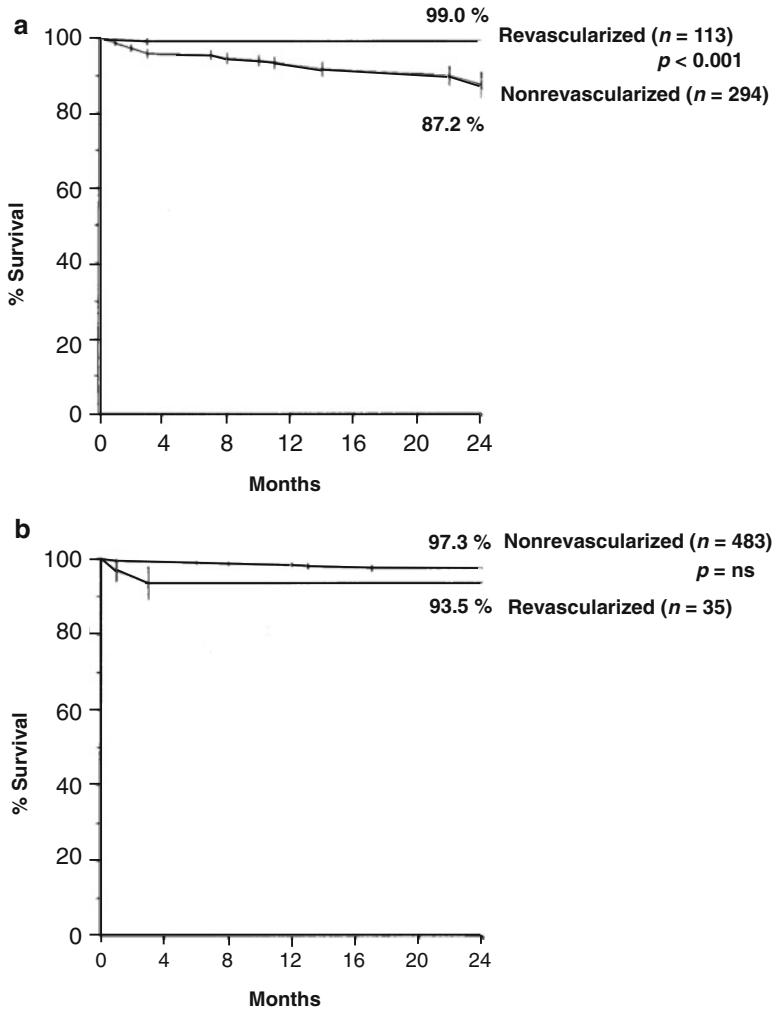 a
99.0 %
Revascularized (n = 113)
p < 0.001
Nonrevascularized (n = 294)
87.2 %
100
80
60
40
20
0
% Survival
0 4 8 12 16 20 24
Months
b
97.3 % Nonrevascularized (n = 483)
p = ns
93.5 % Revascularized (n = 35)
100
80
60
40
20
0
% Survival
0 4 8 12 16 20 24
Months